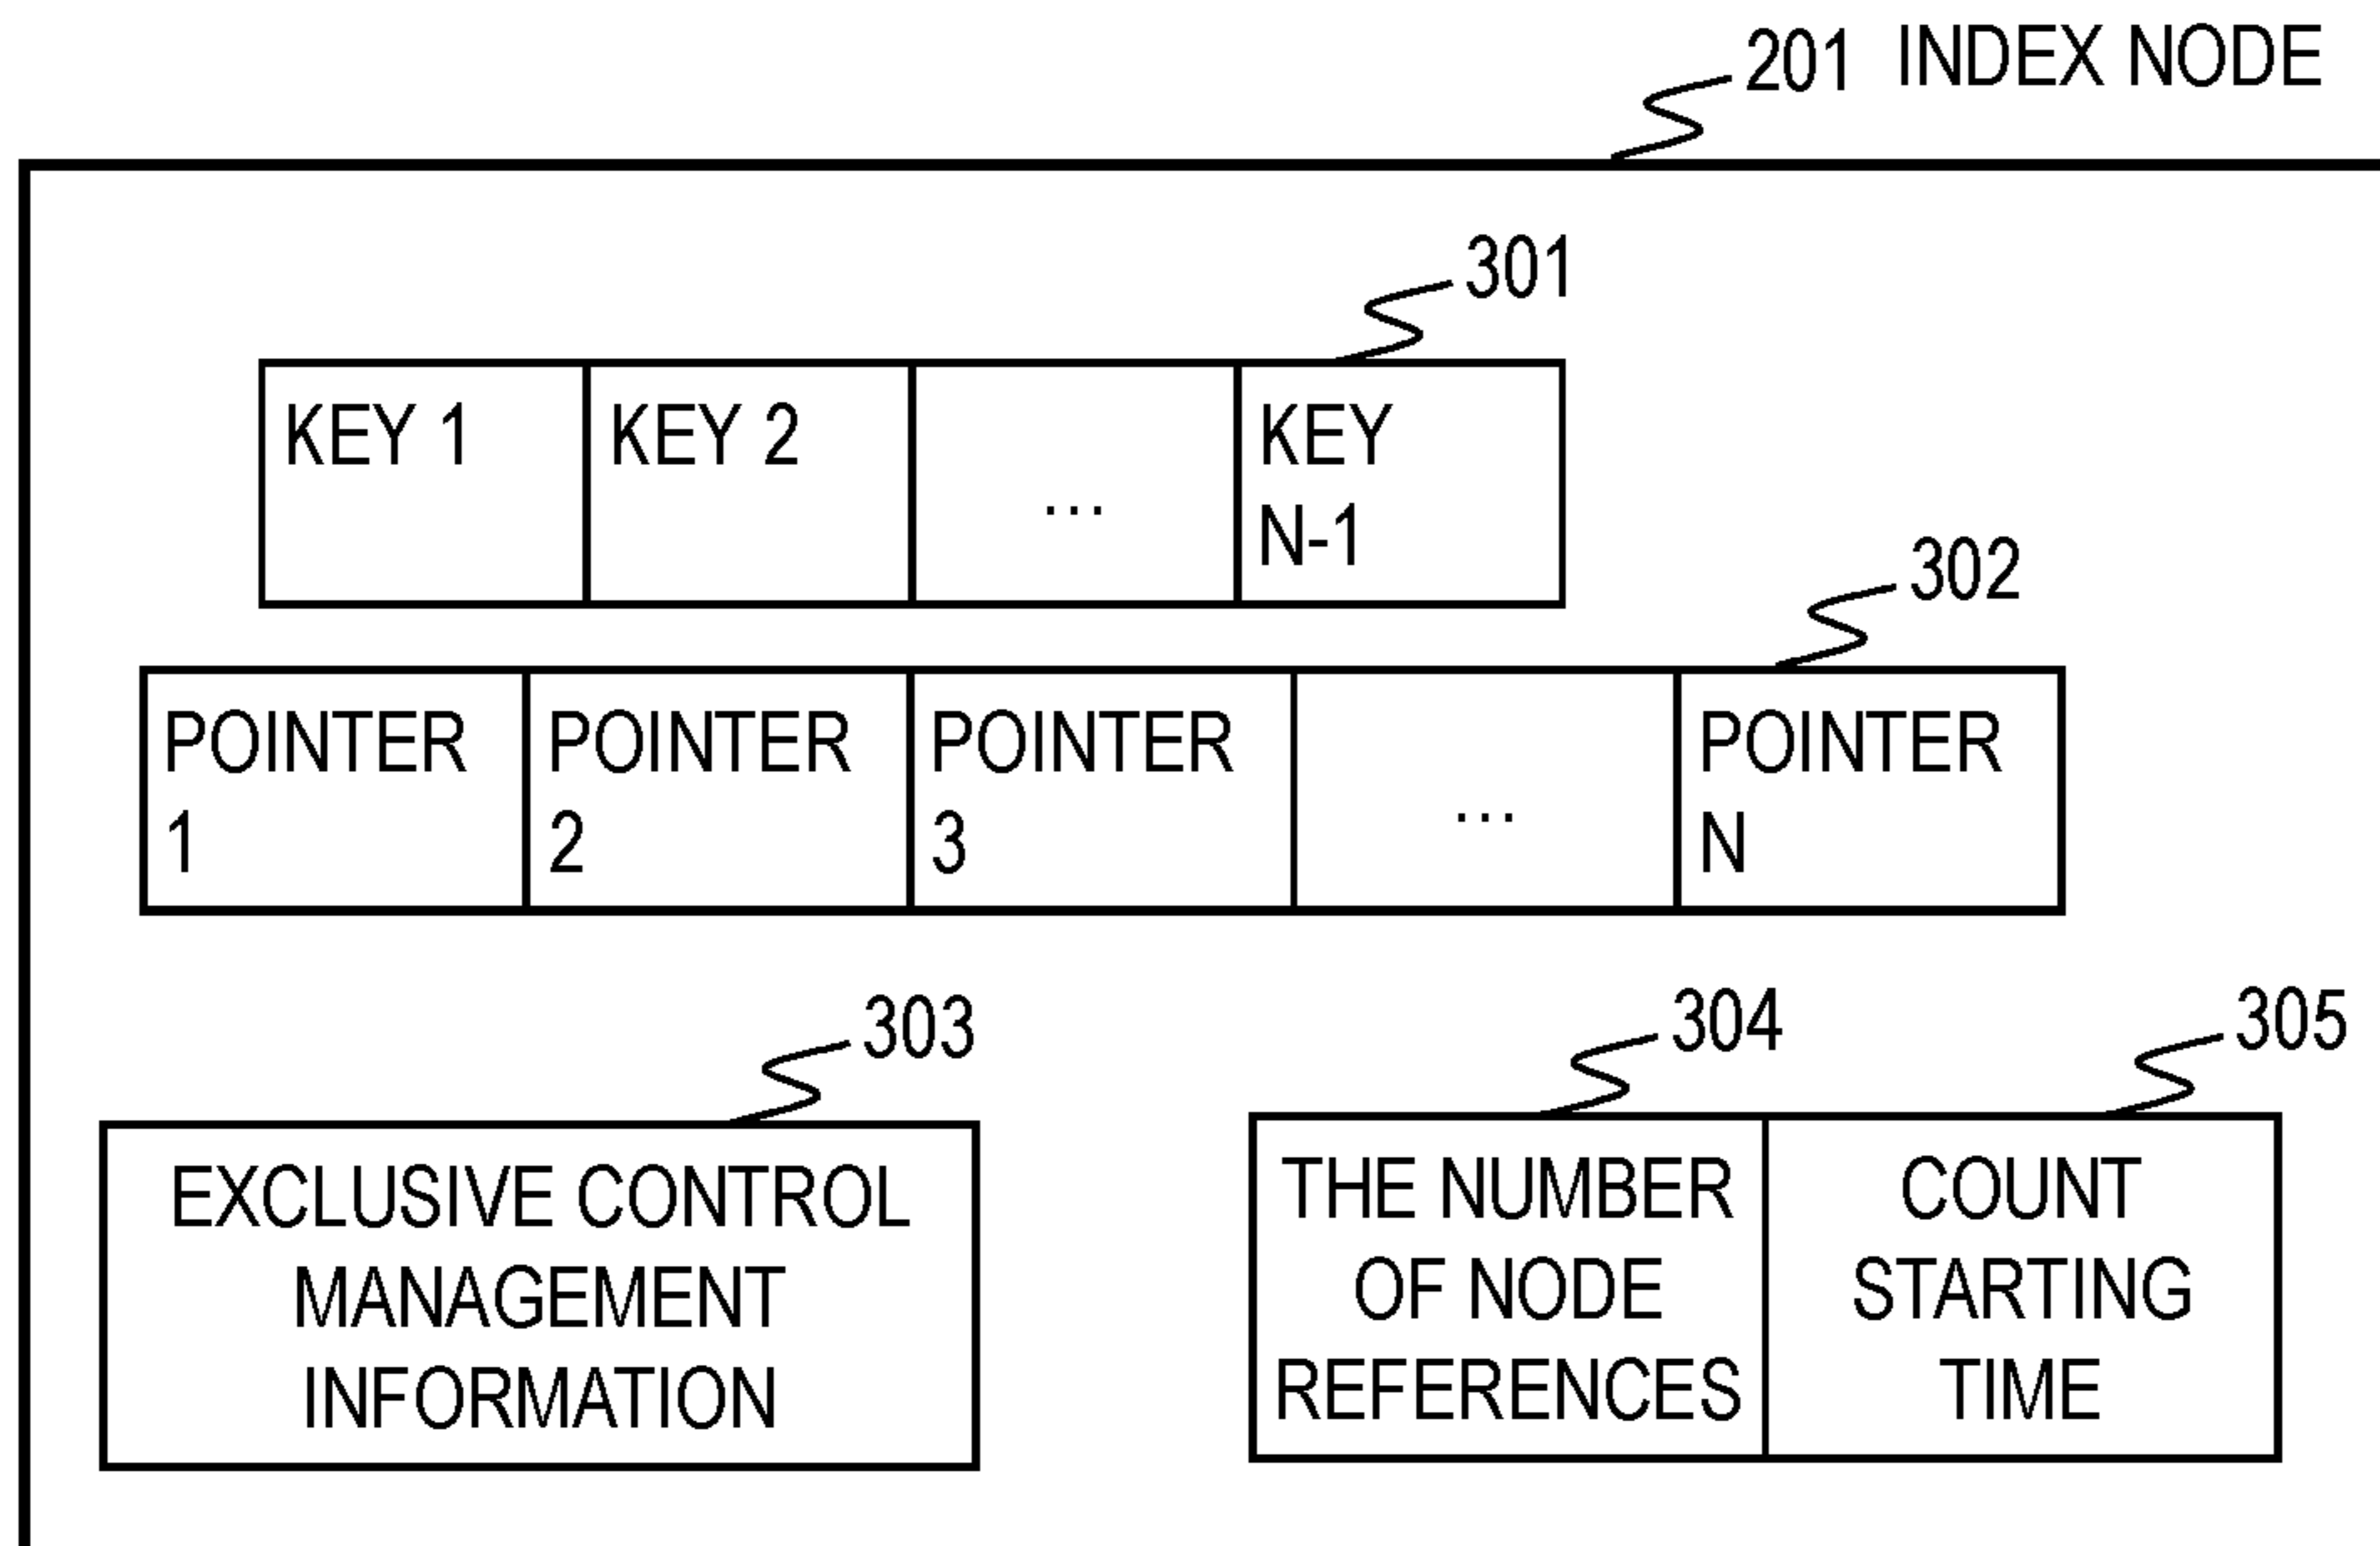 201 INDEX NODE
301
KEY 1
KEY 2
...
KEY
N-1
302
POINTER
1
POINTER
2
POINTER
3
...
POINTER
N
303
EXCLUSIVE CONTROL
MANAGEMENT
INFORMATION
304
THE NUMBER
OF NODE
REFERENCES
305
COUNT
STARTING
TIME